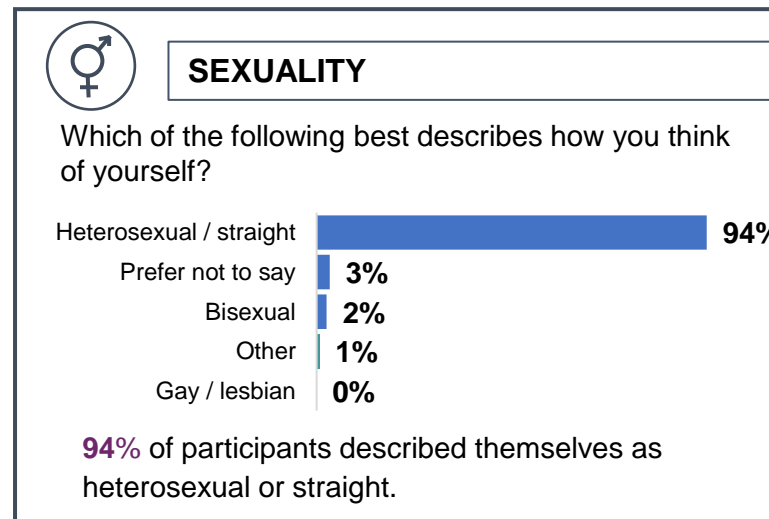 SEXUALITY
Which of the following best describes how you think
of yourself?
Heterosexual / straight 94%
Prefer not to say 3%
Bisexual 2%
Other 1%
Gay / lesbian 0%
94% of participants described themselves as
heterosexual or straight.